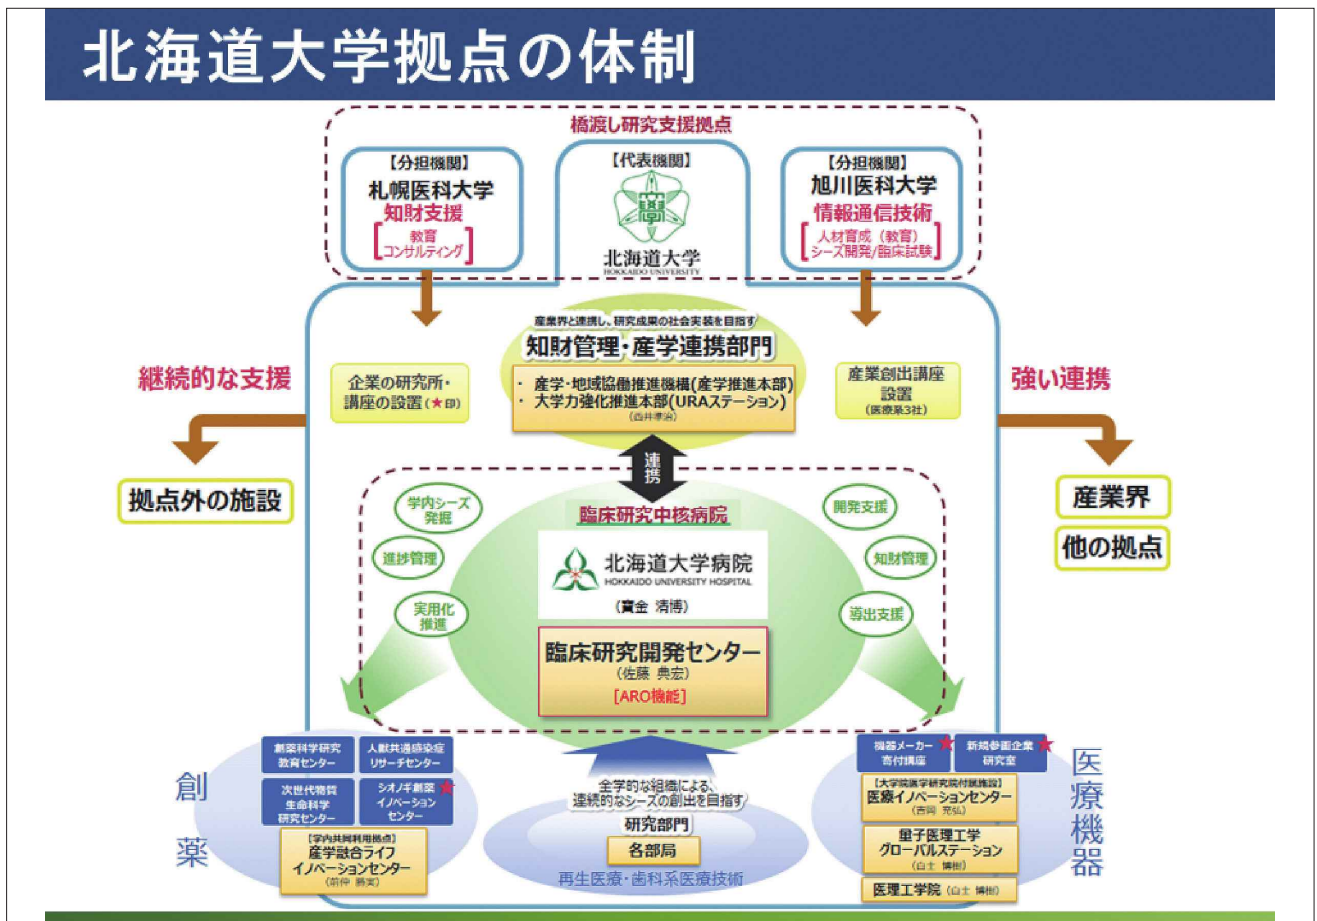 北海道大学拠点の体制
橋渡し研究支援拠点
【分担機関】
札幌医科大学
知財支援
教育
コンサルティング
【代表機関】
北海道大学
HOKKAIDO UNIVERSITY
【分担機関】
旭川医科大学
情報通信技術
人材育成（教育）
シーズ開発/臨床試験
産業界と連携し、研究成果の社会実装を目指す
知財管理・産学連携部門
・ 産学・地域協働推進機構(産学推進本部)
・ 大学力強化推進本部(URAステーション)
継続的な支援
企業の研究所・
講座の設置(★印)
産業創出講座
設置
(医療系3社)
強い連携
拠点外の施設
産業界
他の拠点
連携
学内シーズ
発掘
進捗管理
実用化
推進
臨床研究中核病院
北海道大学病院
HOKKAIDO UNIVERSITY HOSPITAL
(寶金 清博)
臨床研究開発センター
(佐藤 典宏)
[ARO機能]
開発支援
知財管理
導出支援
創薬
創薬科学研究
教育センター
人獣共通感染症
リサーチセンター
次世代物質
生命科学
研究センター
シオノギ創薬★
イノベーション
センター
【学内共同利用拠点】
産学融合ライフ
イノベーションセンター
(前仲 勝実)
全学的な組織による、
連続的なシーズの創出を目指す
研究部門
各部局
再生医療・歯科系医療技術
機器メーカー★
寄付講座
新規参画企業★
研究室
【大学院医学研究院付属施設】
医療イノベーションセンター
(吉岡 充弘)
量子医理工学
グローバルステーション
(白土 博樹)
医理工学院 (白土 博樹)
医療機器